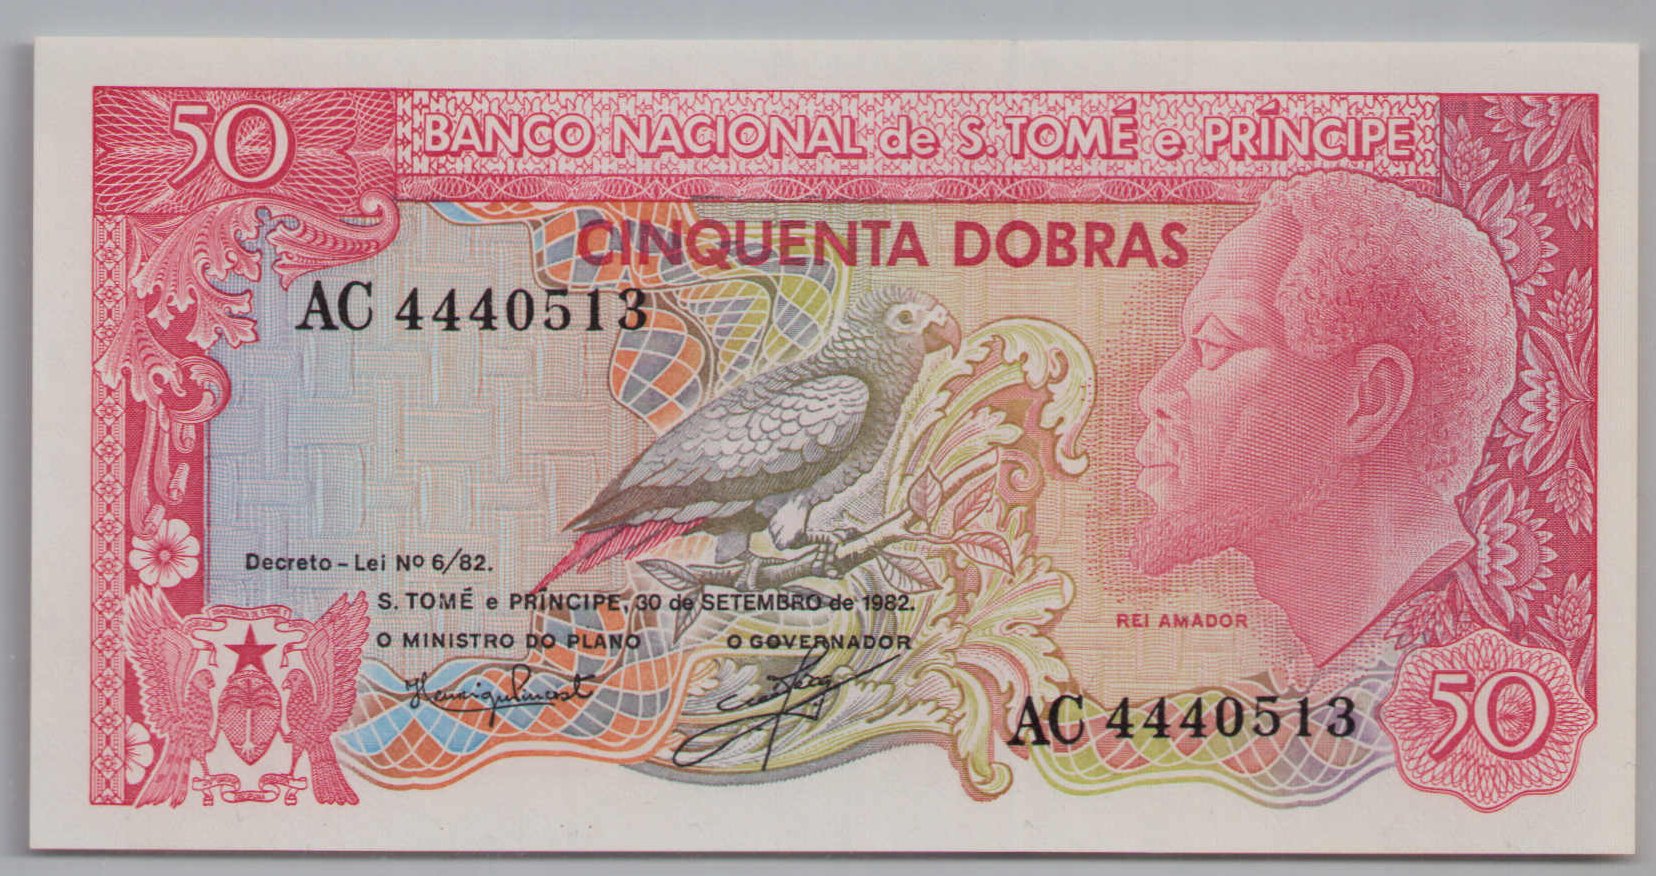 50
BANCO NACIONAL de S. TOMÉ e PRÍNCIPE
CINQUENTA DOBRAS
AC 4440513
Decreto - Lei Nº 6/82.
S. TOMÉ e PRÍNCIPE, 30 de SETEMBRO de 1982.
O MINISTRO DO PLANO O GOVERNADOR
REI AMADOR
AC 4440513
50